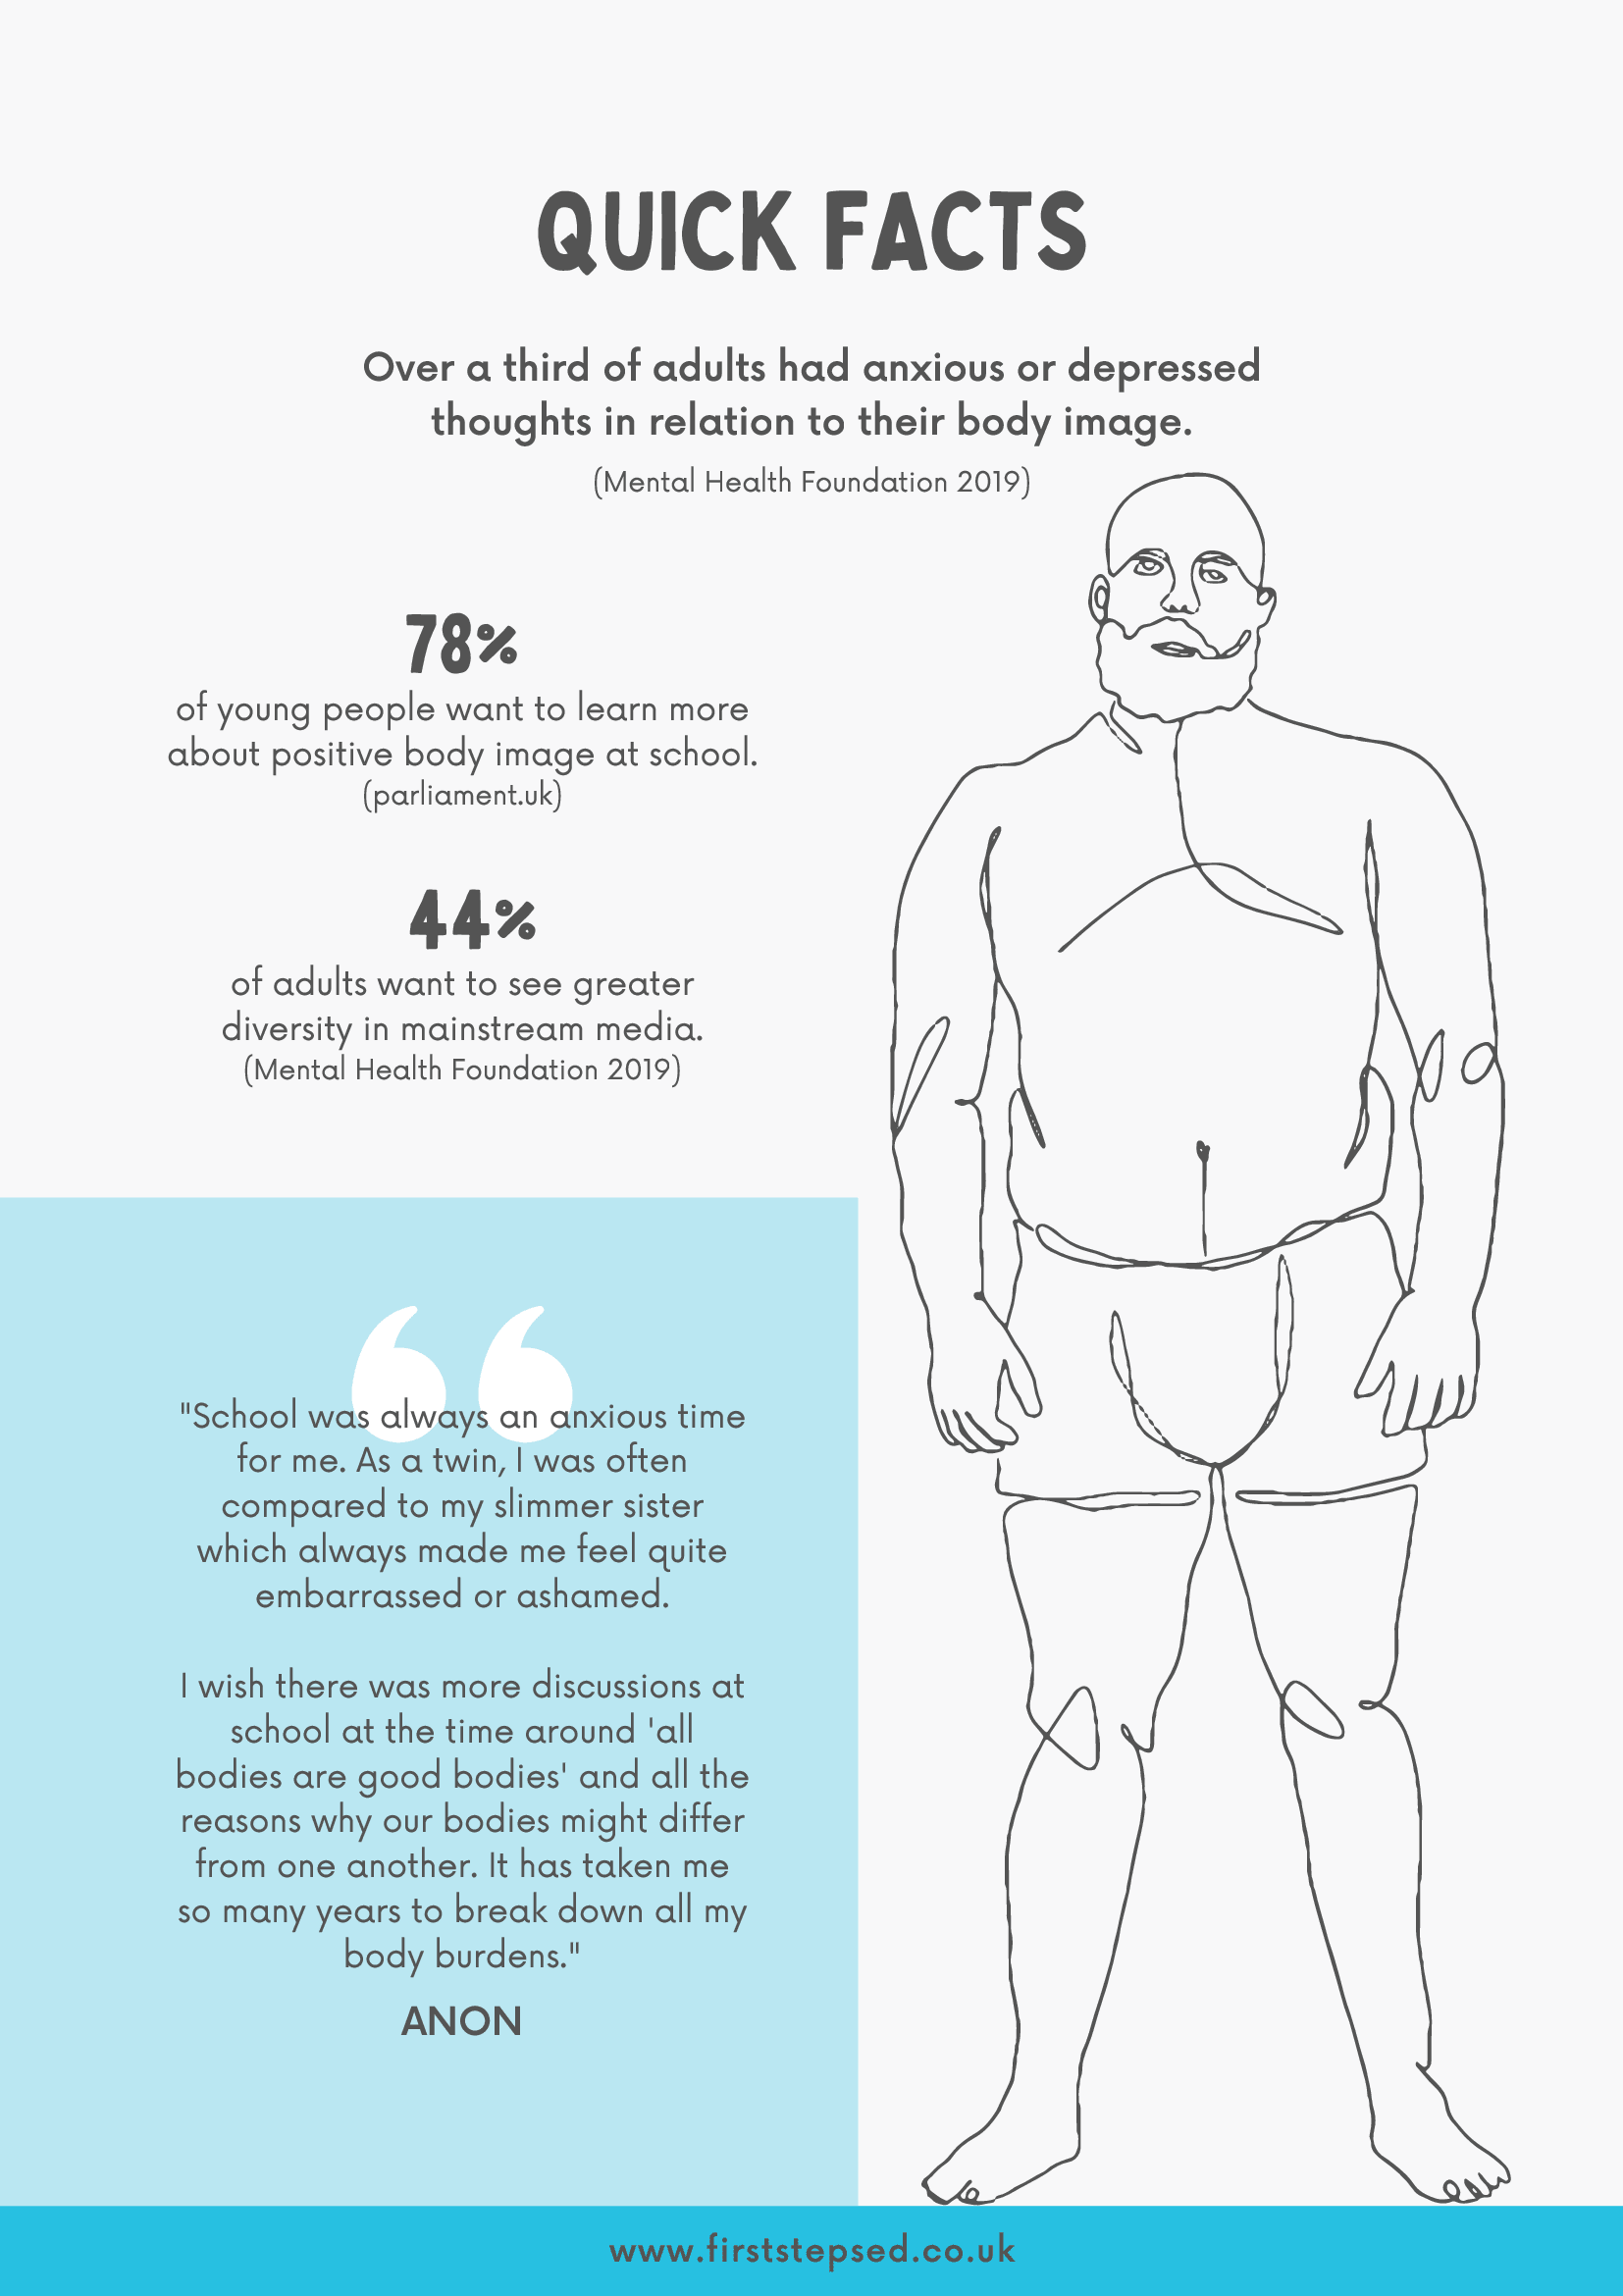 QUICK FACTS
Over a third of adults had anxious or depressed
thoughts in relation to their body image.
(Mental Health Foundation 2019)
78%
of young people want to learn more
about positive body image at school.
(parliament.uk)
44%
of adults want to see greater
diversity in mainstream media.
(Mental Health Foundation 2019)
"School was always an anxious time
for me. As a twin, I was often
compared to my slimmer sister
which always made me feel quite
embarrassed or ashamed.
I wish there was more discussions at
school at the time around 'all
bodies are good bodies' and all the
reasons why our bodies might differ
from one another. It has taken me
so many years to break down all my
body burdens."
ANON
www.firststepsed.co.uk